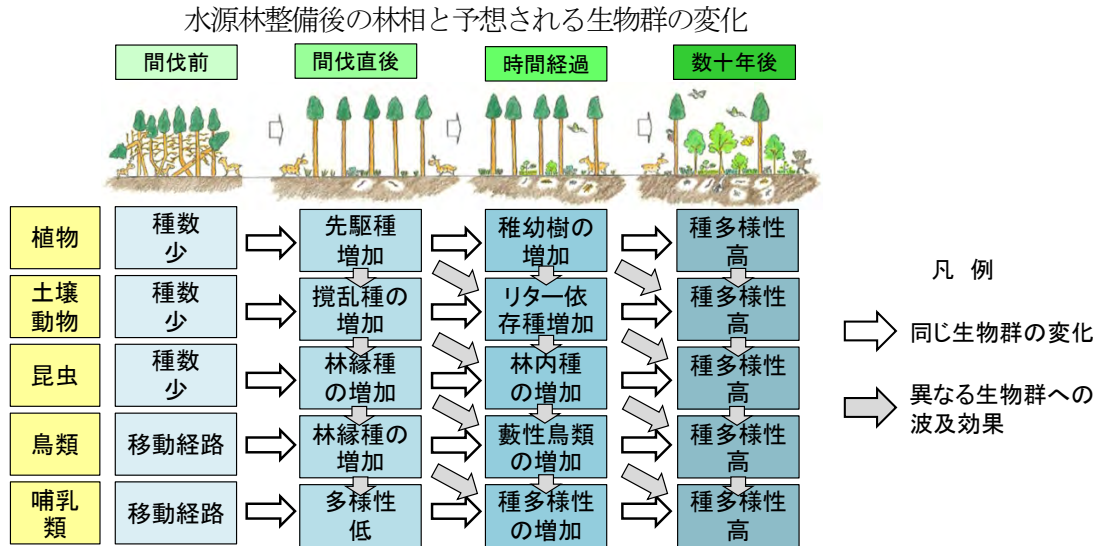 水源林整備後の林相と予想される生物群の変化
間伐前
間伐直後
時間経過
数十年後
植物
種数
少
先駆種
増加
稚幼樹の
増加
種多様性
高
土壌
動物
種数
少
撹乱種の
増加
リター依
存種増加
種多様性
高
昆虫
種数
少
林縁種
の増加
林内種
の増加
種多様性
高
鳥類
移動経路
林縁種の
増加
藪性鳥類
の増加
種多様性
高
哺乳
類
移動経路
多様性
低
種多様性
の増加
種多様性
高
凡 例
同じ生物群の変化
異なる生物群への
波及効果